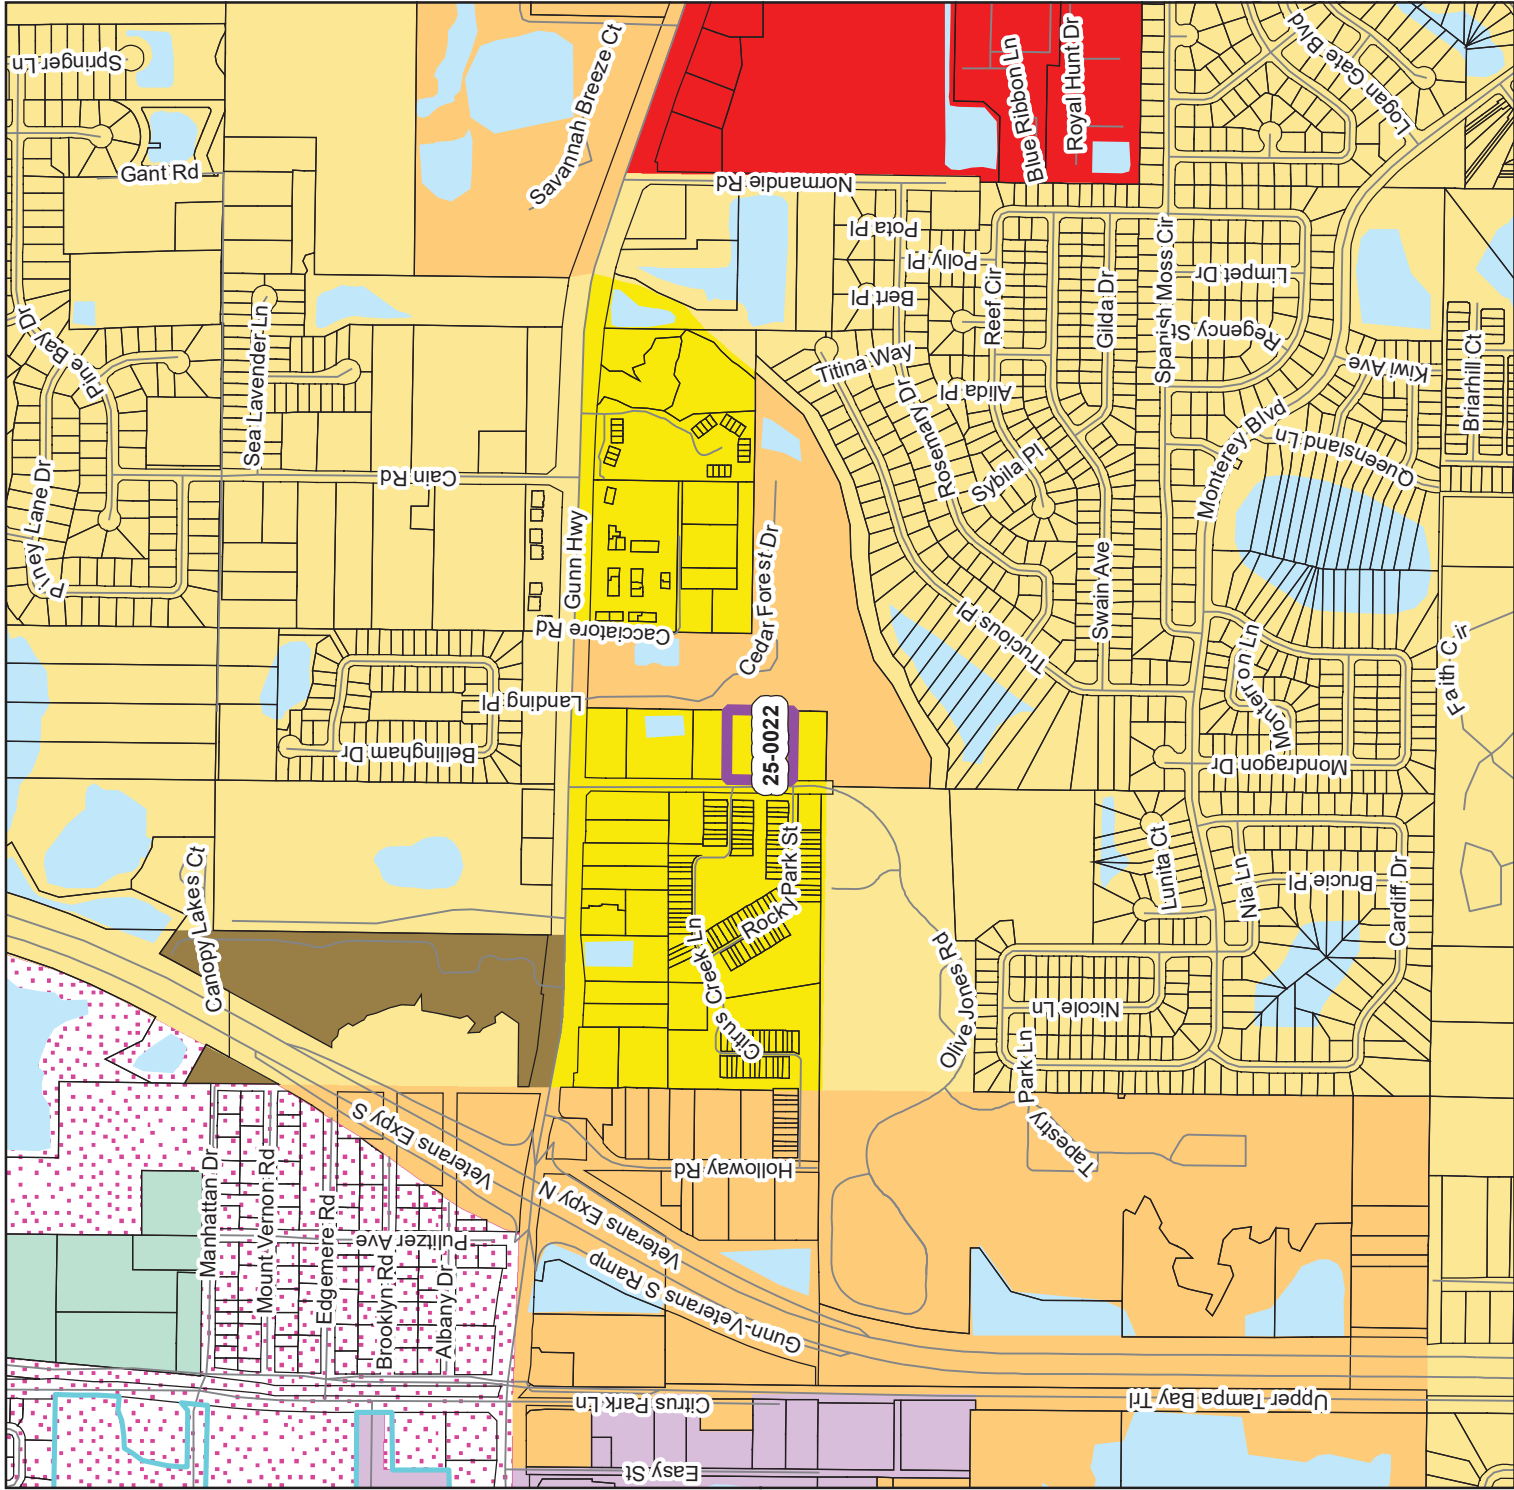 Springer Ln
Gant Rd
Savannah Breeze Ct
Blue Ribbon Ln
Royal Hunt Dr
Logan Gate Blvd
Normandie Rd
Pota Pl
Polly Pl
Bert Pl
Reef Cir
Gilda Dr
Spanish Moss Cir
Limpet Dr
Regency St
Kiwi Ave
Briarhill Ct
Pine Bay Dr
Sea Lavender Ln
Titina Way
Alida Pl
Rosemary Dr
Sybila Pl
Monterey Blvd
Queensland Ln
Piney Lane Dr
Cain Rd
Gunn Hwy
Cacciatore Rd
Cedar Forest Dr
Trucious Pl
Swain Ave
Monterron Ln
Faith Cir
Landing Pl
Bellingham Dr
25-0022
Mondragon Dr
Canopy Lakes Ct
Rocky Park St
Citrus Creek Ln
Lunita Ct
Nia Ln
Brucie Pl
Cardiff Dr
Olive Jones Rd
Nicole Ln
Tapestry Park Ln
Veterans Expy S
Holloway Rd
Veterans Expy N
Gunn-Veterans S Ramp
Manhattan Dr
Mount Vernon Rd
Edgemere Rd
Pulitzer Ave
Brooklyn Rd
Albany Dr
Citrus Park Ln
Easy St
Upper Tampa Bay Tl